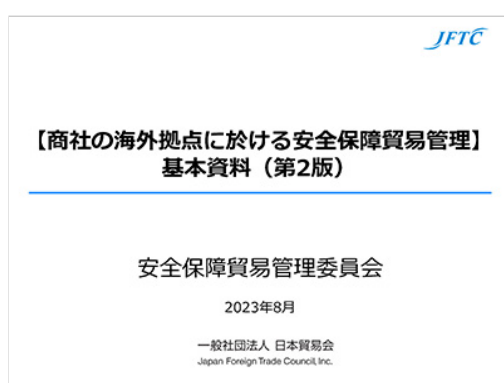 JFTC
【商社の海外拠点に於ける安全保障貿易管理】
基本資料（第2版）
安全保障貿易管理委員会
2023年8月
一般社団法人 日本貿易会
Japan Foreign Trade Council, Inc.